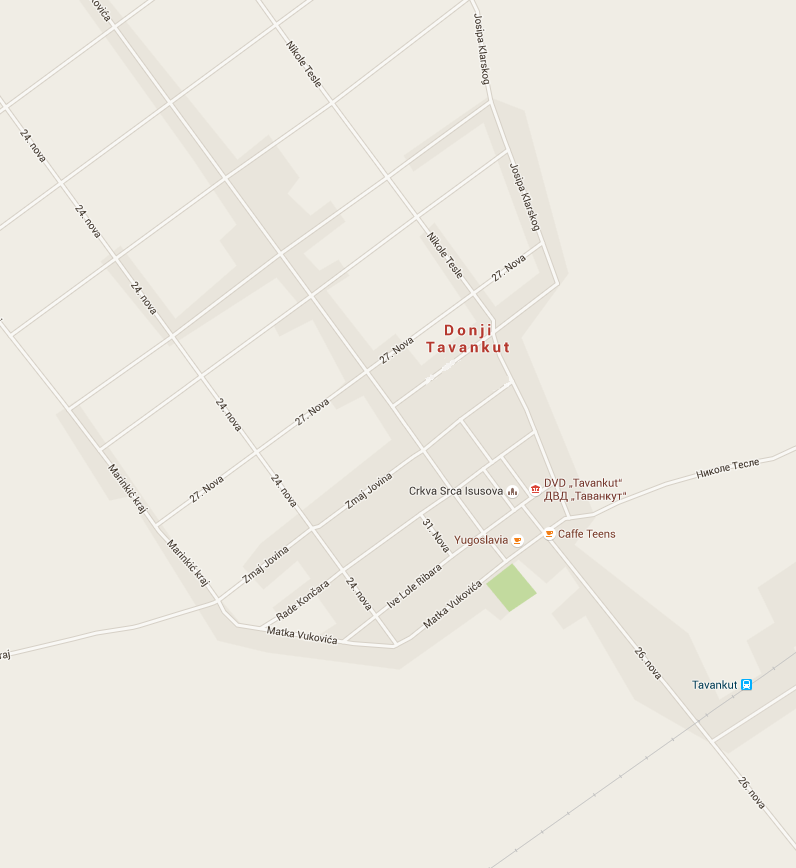 kovića
Josipa Klarskog
Nikole Tesle
24. nova
Josipa Klarskog
24. nova
Nikole Tesle
27. Nova
24. nova
Donji
Tavankut
27. Nova
24. nova
27. Nova
Marinkić kraj
27. Nova
24. nova
Zmaj Jovina
Николе Тесле
Crkva Srca Isusova
DVD „Tavankut“
ДВД „Таванкут“
31. Nova
Yugoslavia
Caffe Teens
Marinkić kraj
Zmaj Jovina
Rade Končara
24. nova
Ive Lole Ribara
Matka Vukovića
Matka Vukovića
raj
26. nova
Tavankut
26. nova